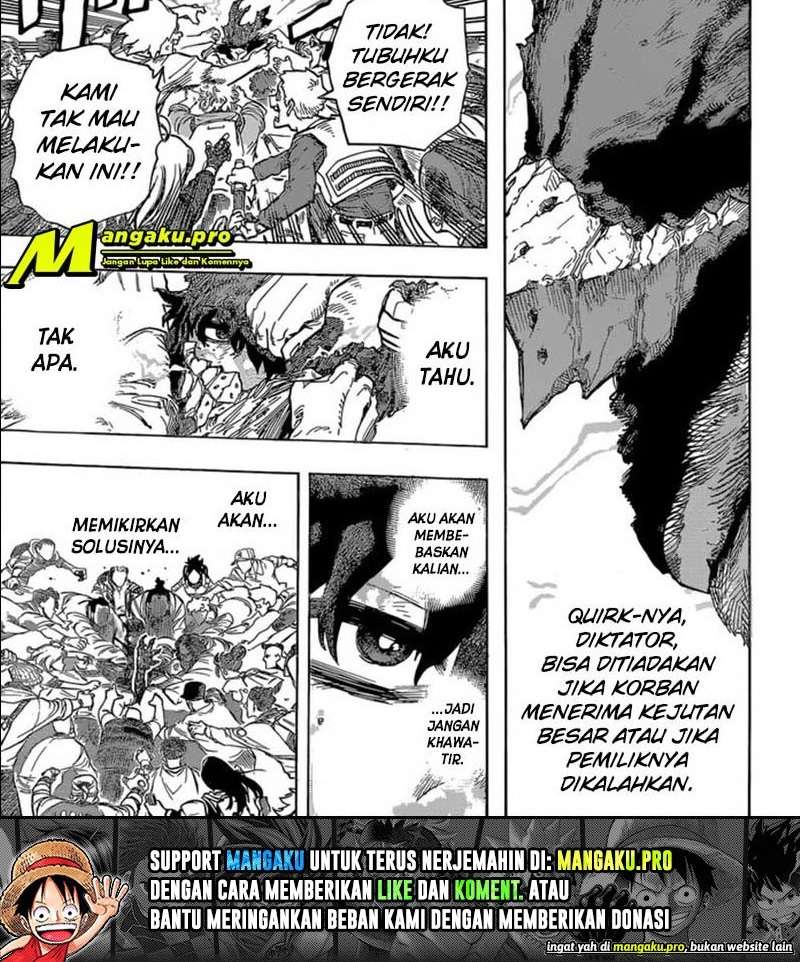 TIDAK!
TUBUHKU
BERGERAK
SENDIRI!!
KAMI
TAK MAU
MELAKU-
KAN INI!!
Mangaku.pro
Jangan Lupa Like dan Komennya
AKU
TAHU.
TAK
APA.
AKU AKAN
MEMBE-
BASKAN
KALIAN...
...JADI
JANGAN
KHAWA-
TIR.
AKU
AKAN...
MEMIKIRKAN
SOLUSINYA...
QUIRK-NYA,
DIKTATOR,
BISA DITIADAKAN
JIKA KORBAN
MENERIMA KEJUTAN
BESAR ATAU JIKA
PEMILIKNYA
DIKALAHKAN.
SUPPORT MANGAKU UNTUK TERUS NERJEMAHIN DI: MANGAKU.PRO
DENGAN CARA MEMBERIKAN LIKE DAN KOMENT. ATAU
BANTU MERINGANKAN BEBAN KAMI DENGAN MEMBERIKAN DONASI
ingat yah di mangaku.pro, bukan website lain